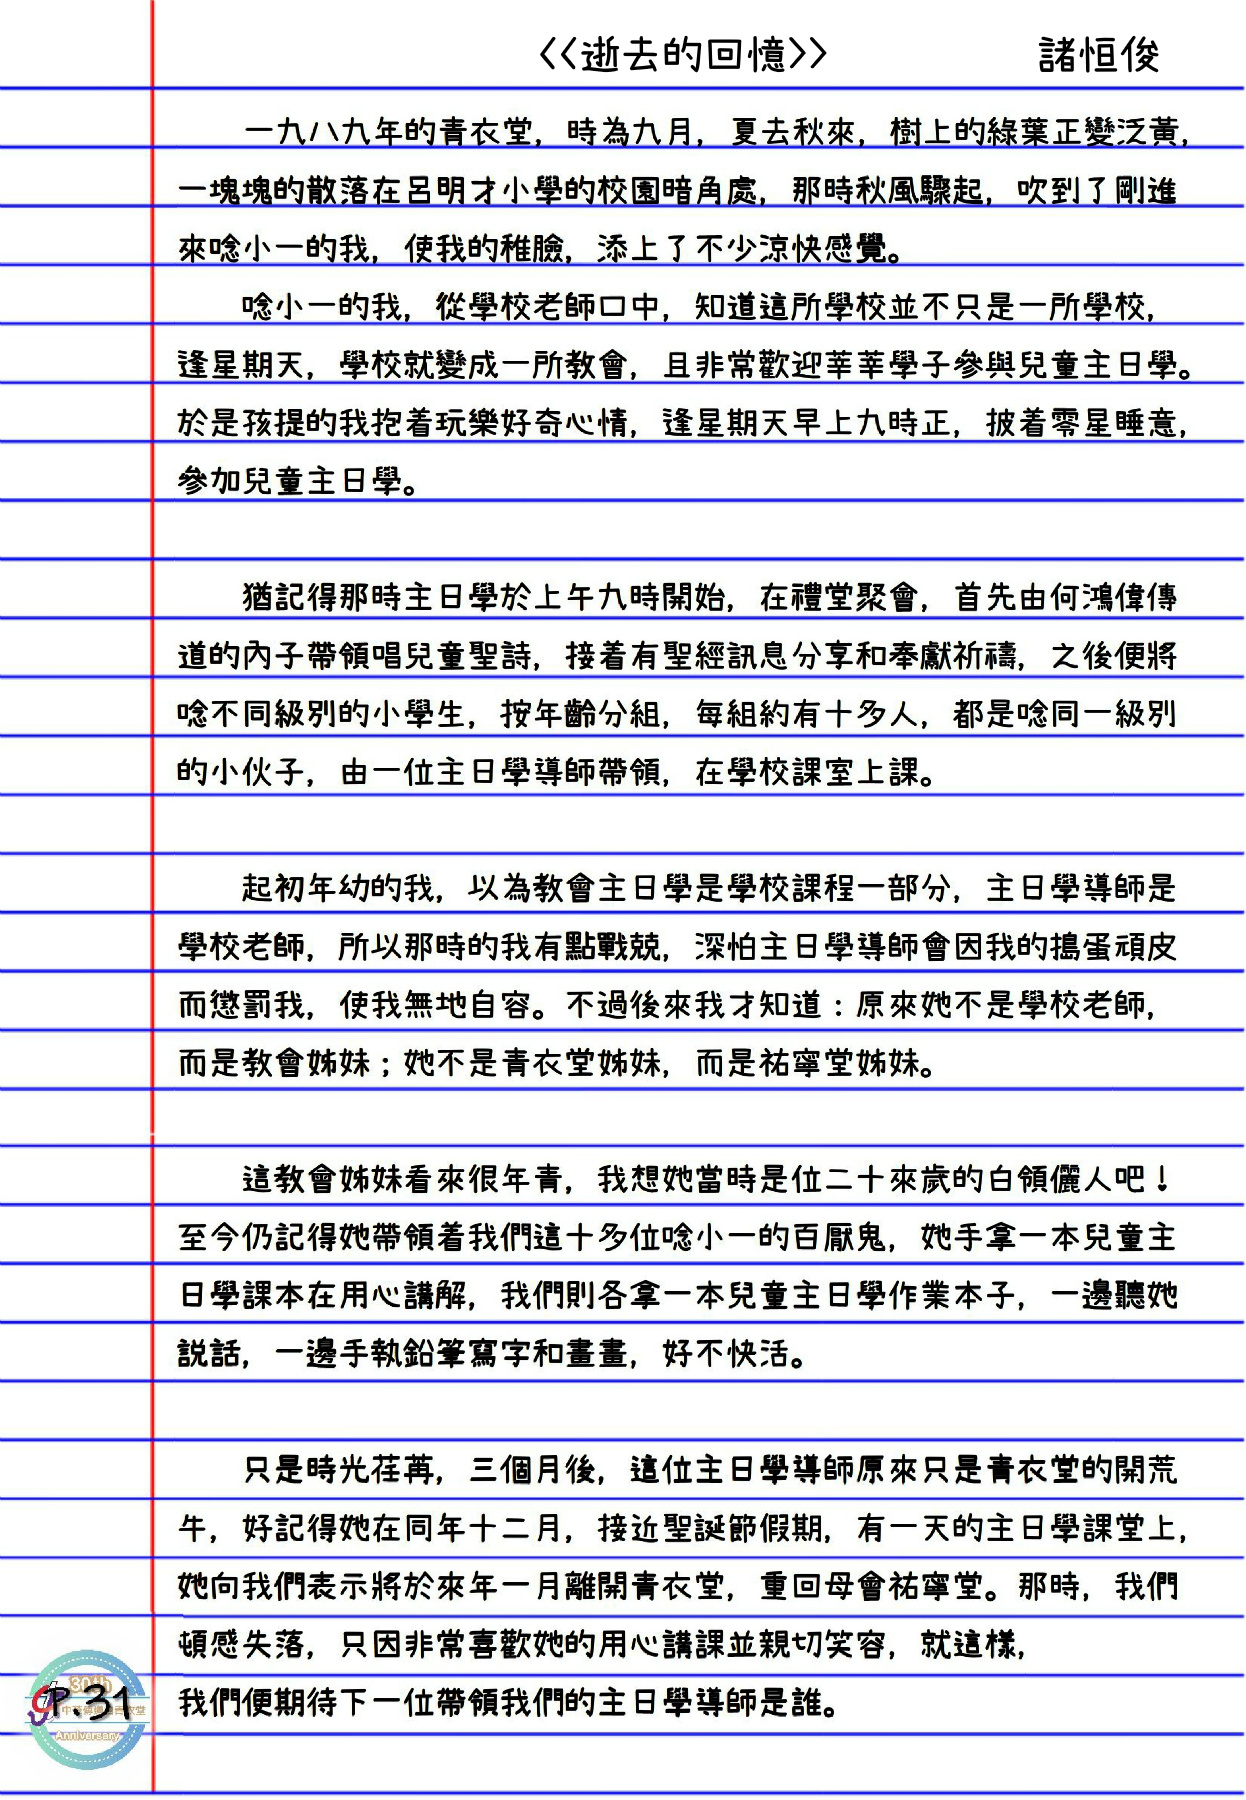 <<逝去的回憶>> 諸恒俊
一九八九年的青衣堂，時為九月，夏去秋來，樹上的綠葉正變泛黃，
一塊塊的散落在呂明才小學的校園暗角處，那時秋風驟起，吹到了剛進
來唸小一的我，使我的稚臉，添上了不少涼快感覺。
唸小一的我，從學校老師口中，知道這所學校並不只是一所學校，
逢星期天，學校就變成一所教會，且非常歡迎莘莘學子參與兒童主日學。
於是孩提的我抱着玩樂好奇心情，逢星期天早上九時正，披着零星睡意，
參加兒童主日學。
猶記得那時主日學於上午九時開始，在禮堂聚會，首先由何鴻偉傳
道的內子帶領唱兒童聖詩，接着有聖經訊息分享和奉獻祈禱，之後便將
唸不同級別的小學生，按年齡分組，每組約有十多人，都是唸同一級別
的小伙子，由一位主日學導師帶領，在學校課室上課。
起初年幼的我，以為教會主日學是學校課程一部分，主日學導師是
學校老師，所以那時的我有點戰兢，深怕主日學導師會因我的搗蛋頑皮
而懲罰我，使我無地自容。不過後來我才知道：原來她不是學校老師，
而是教會姊妹；她不是青衣堂姊妹，而是祐寧堂姊妹。
這教會姊妹看來很年青，我想她當時是位二十來歲的白領儷人吧！
至今仍記得她帶領着我們這十多位唸小一的百厭鬼，她手拿一本兒童主
日學課本在用心講解，我們則各拿一本兒童主日學作業本子，一邊聽她
説話，一邊手執鉛筆寫字和畫畫，好不快活。
只是時光荏苒，三個月後，這位主日學導師原來只是青衣堂的開荒
牛，好記得她在同年十二月，接近聖誕節假期，有一天的主日學課堂上，
她向我們表示將於來年一月離開青衣堂，重回母會祐寧堂。那時，我們
頓感失落，只因非常喜歡她的用心講課並親切笑容，就這樣，
我們便期待下一位帶領我們的主日學導師是誰。
30th
P.31
Anniversary